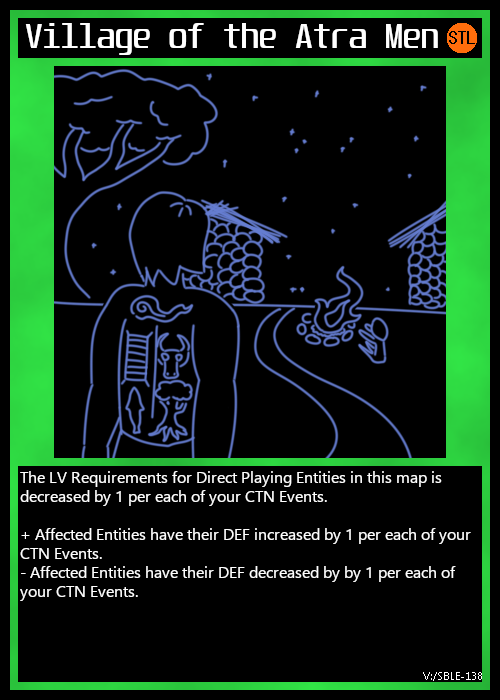 Village of the Atra Men
STL
The LV Requirements for Direct Playing Entities in this map is
decreased by 1 per each of your CTN Events.
+ Affected Entities have their DEF increased by 1 per each of your
CTN Events.
- Affected Entities have their DEF decreased by by 1 per each of
your CTN Events.
V:/SBLE-138